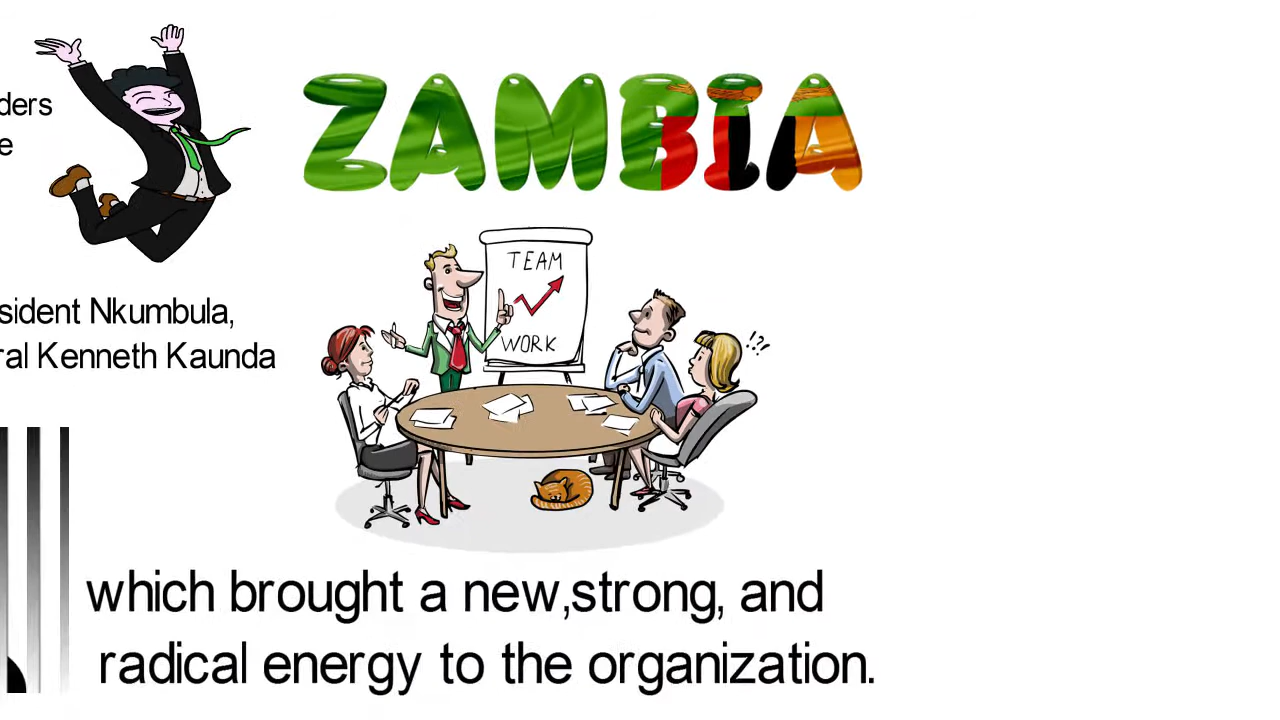 ders
e
ZAMBIA
TEAM
WORK
!?!
sident Nkumbula,
ral Kenneth Kaunda
which brought a new,strong, and
radical energy to the organization.